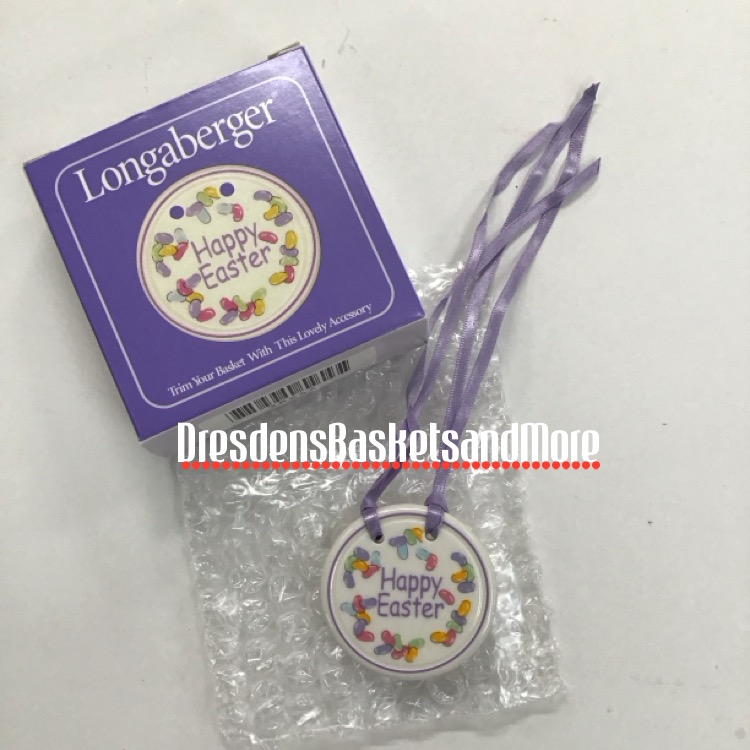 Longaberger
Happy
Easter
Trim Your Basket With This Lovely Accessory
DresdensBasketsandMore
Happy
Easter